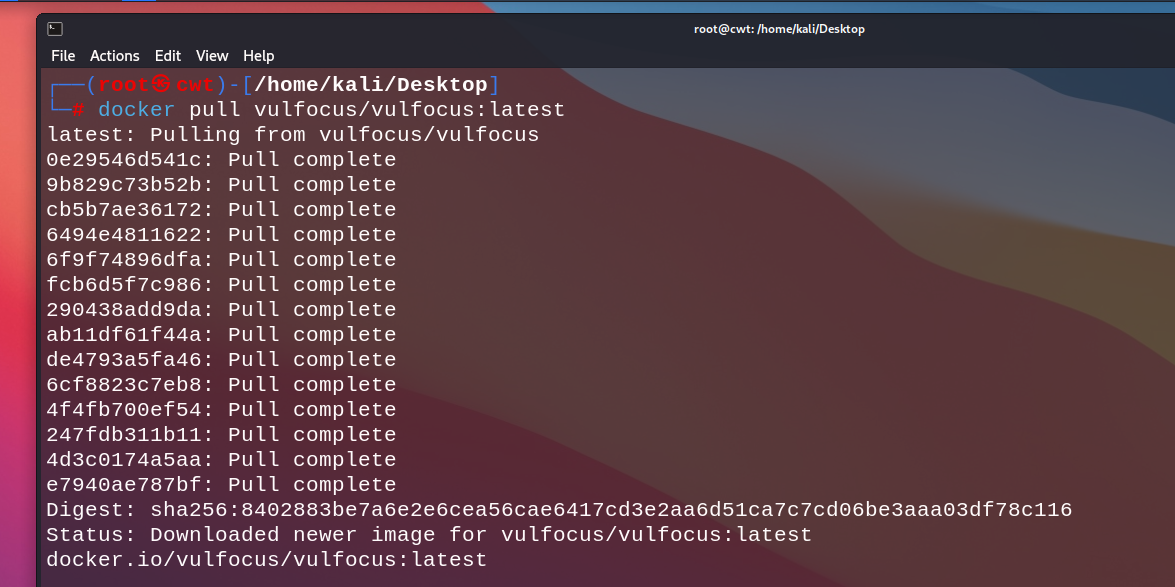 root@cwt: /home/kali/Desktop
File Actions Edit View Help
┌──(root㉿cwt)-[/home/kali/Desktop]
└─# docker pull vulfocus/vulfocus:latest
latest: Pulling from vulfocus/vulfocus
0e29546d541c: Pull complete
9b829c73b52b: Pull complete
cb5b7ae36172: Pull complete
6494e4811622: Pull complete
6f9f74896dfa: Pull complete
fcb6d5f7c986: Pull complete
290438add9da: Pull complete
ab11df61f44a: Pull complete
de4793a5fa46: Pull complete
6cf8823c7eb8: Pull complete
4f4fb700ef54: Pull complete
247fdb311b11: Pull complete
4d3c0174a5aa: Pull complete
e7940ae787bf: Pull complete
Digest: sha256:8402883be7a6e2e6cea56cae6417cd3e2aa6d51ca7c7cd06be3aaa03df78c116
Status: Downloaded newer image for vulfocus/vulfocus:latest
docker.io/vulfocus/vulfocus:latest